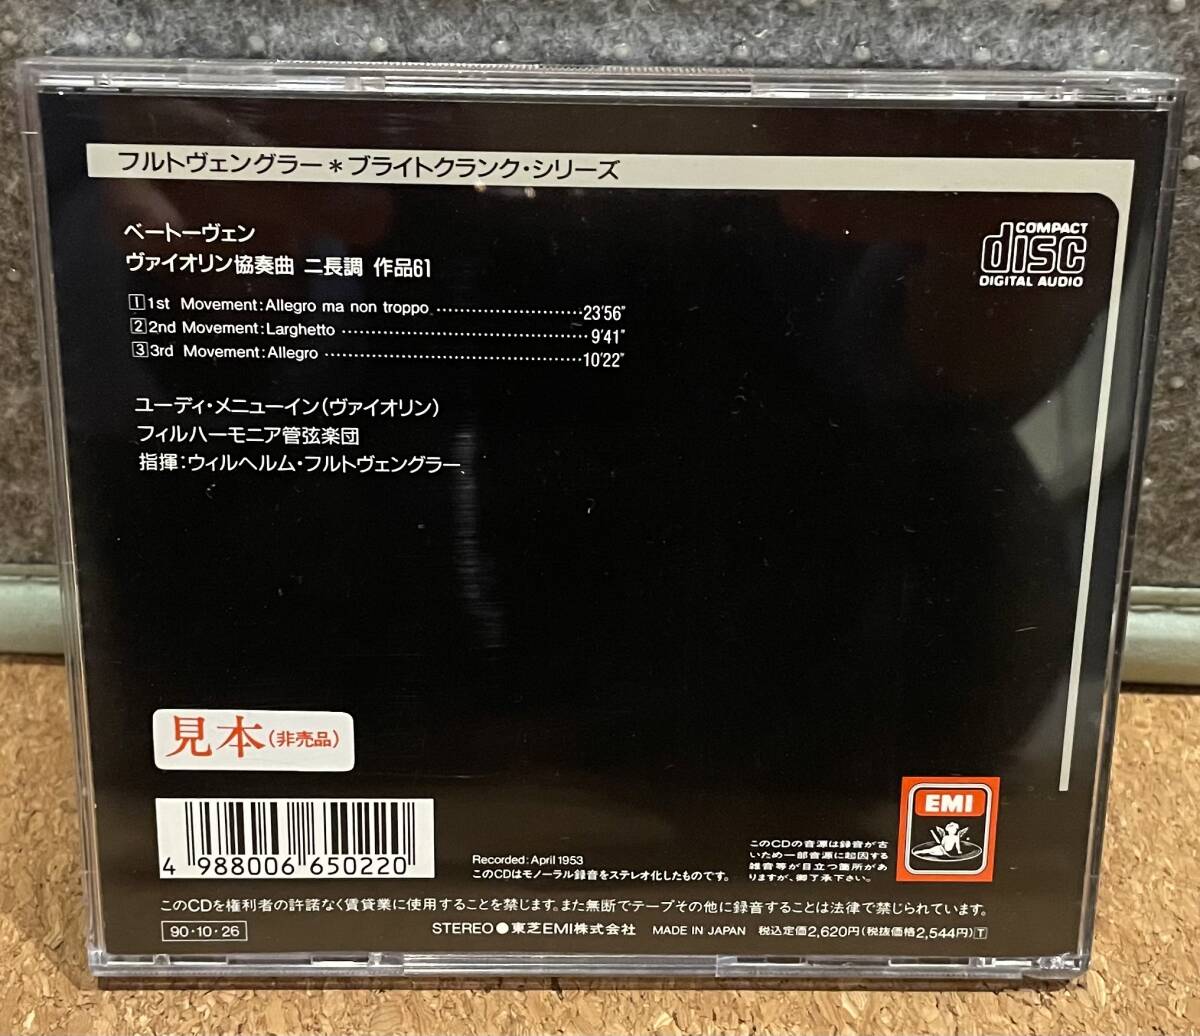 フルトヴェングラー＊ブライトクランク・シリーズ
ベートーヴェン
ヴァイオリン協奏曲 ニ長調 作品61
COMPACT
disc
DIGITAL AUDIO
1 1st Movement:Allegro ma non troppo 23'56"
2 2nd Movement:Larghetto 9'41"
3 3rd Movement:Allegro 10'22"
ユーディ・メニューイン(ヴァイオリン)
フィルハーモニア管弦楽団
指揮:ウィルヘルム・フルトヴェングラー
見本(非売品)
EMI
4 988006 650220
Recorded: April 1953
このCDはモノーラル録音をステレオ化したものです。
このCDの音源は録音が古
いため一部音源に起因する
雑音等が目立つ箇所があ
りますが、御了承下さい。
このCDを権利者の許諾なく賃貸業に使用することを禁じます。また無断でテープその他に録音することは法律で禁じられています。
90・10・26
STEREO●東芝EMI株式会社 MADE IN JAPAN 税込定価2,620円(税抜価格2,544円)T